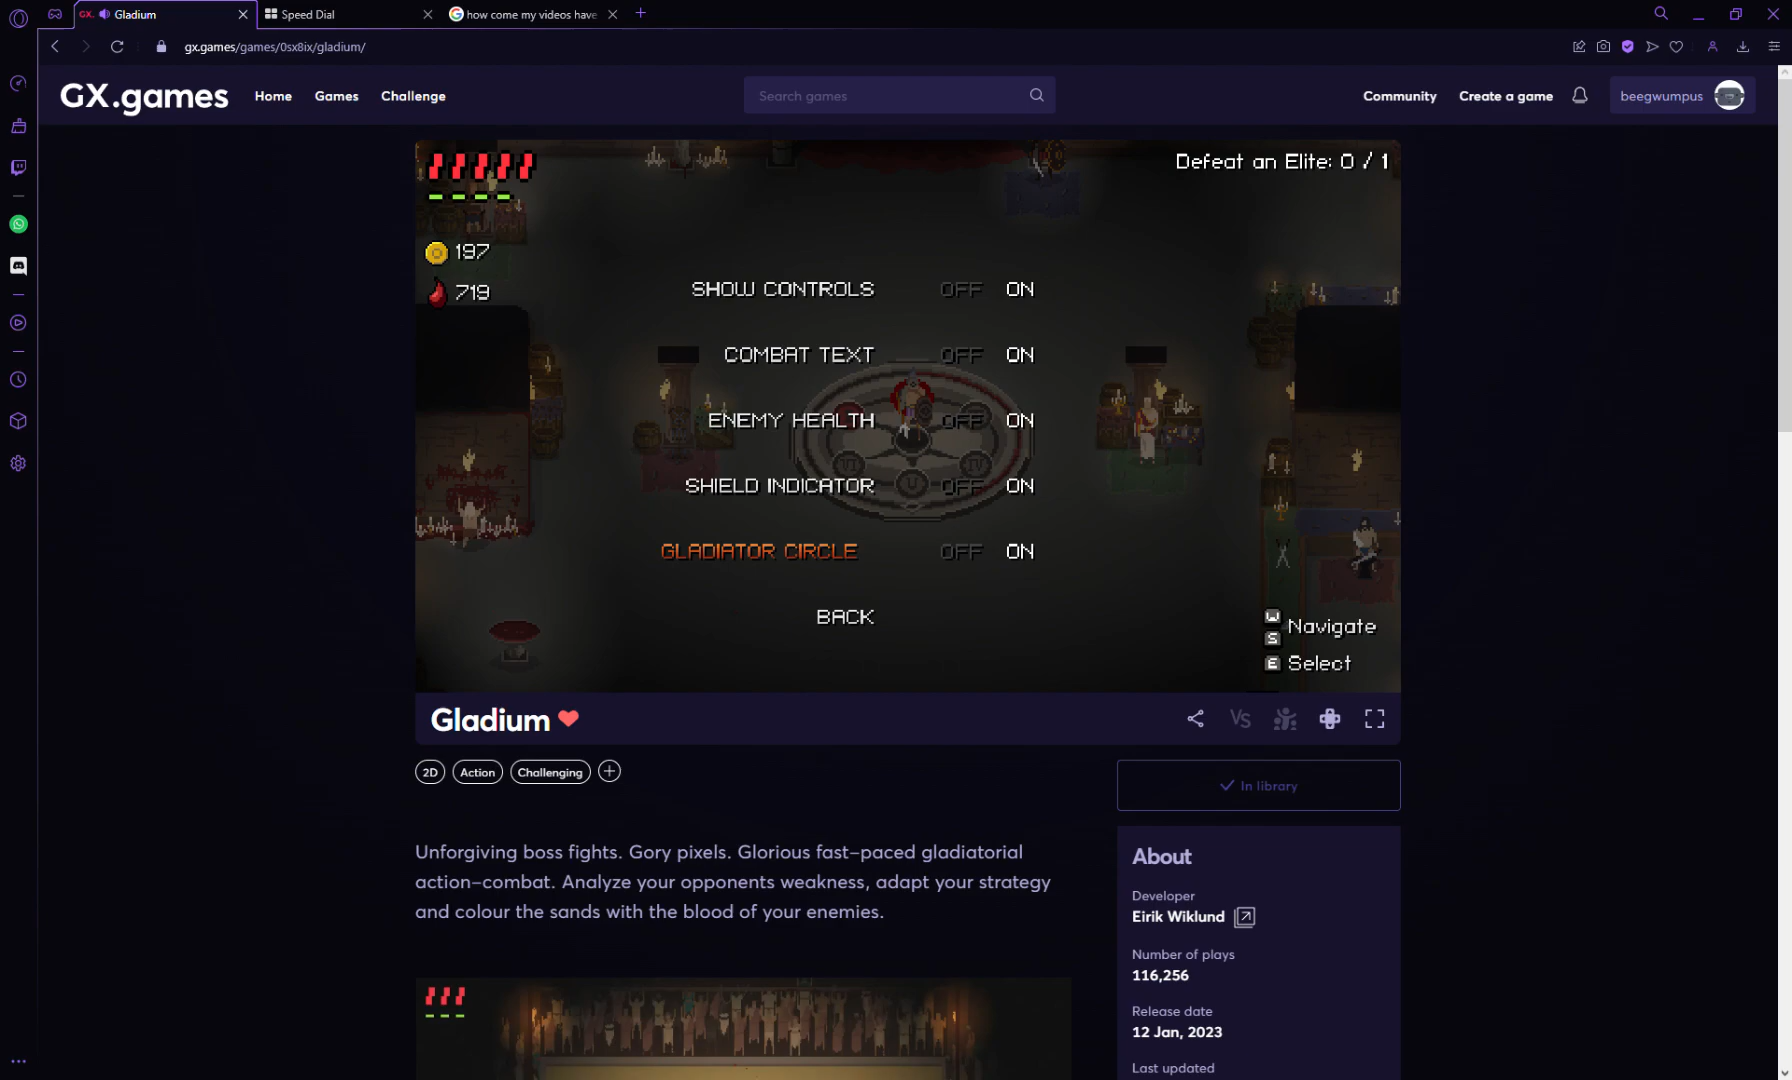 GX. Gladium
Speed Dial
how come my videos have
gx.games/games/0sx8ix/gladium/
GX.games
Home
Games
Challenge
Search games
Community
Create a game
beegwumpus
Defeat an Elite: 0 / 1
197
719
SHOW CONTROLS OFF ON
COMBAT TEXT OFF ON
ENEMY HEALTH OFF ON
SHIELD INDICATOR OFF ON
GLADIATOR CIRCLE OFF ON
BACK
VI
V
IV
W
S Navigate
E Select
Gladium
VS
2D
Action
Challenging
In library
Unforgiving boss fights. Gory pixels. Glorious fast-paced gladiatorial
action-combat. Analyze your opponents weakness, adapt your strategy
and colour the sands with the blood of your enemies.
About
Developer
Eirik Wiklund
Number of plays
116,256
Release date
12 Jan, 2023
Last updated